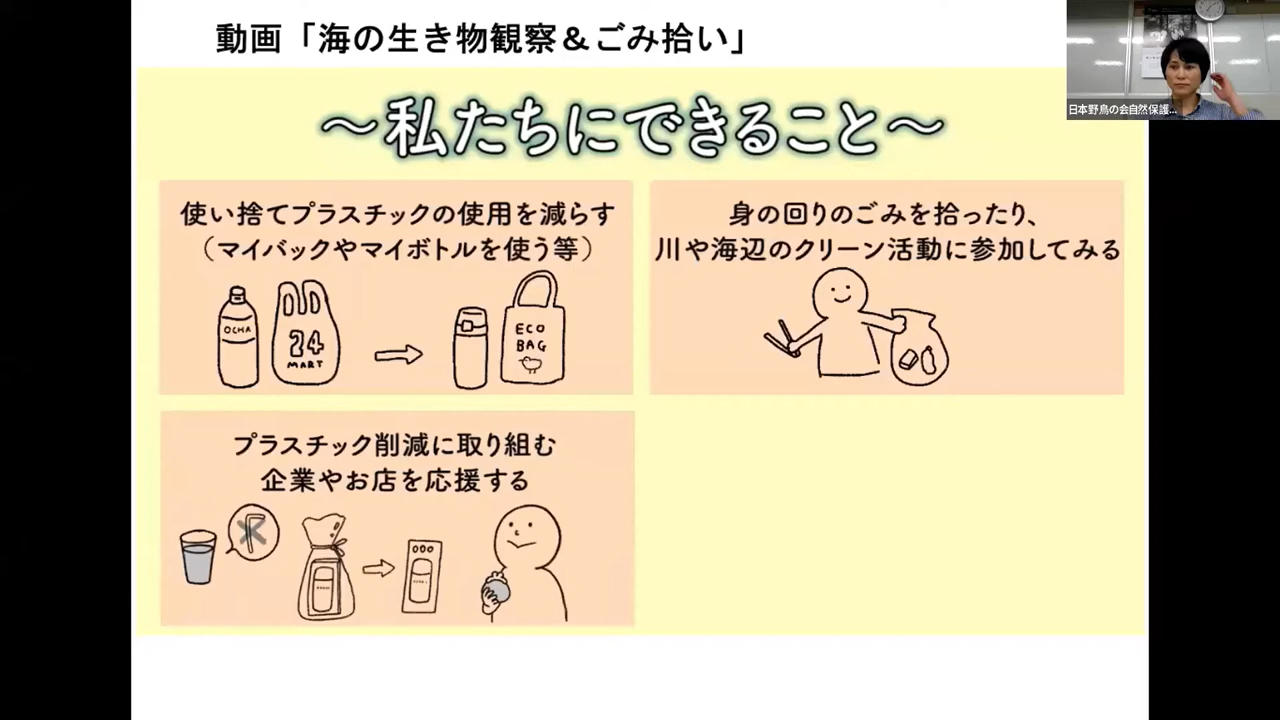 動画「海の生き物観察＆ごみ拾い」
～私たちにできること～
使い捨てプラスチックの使用を減らす
（マイバックやマイボトルを使う等）
OCHA
24
MART
ECO
BAG
身の回りのごみを拾ったり、
川や海辺のクリーン活動に参加してみる
プラスチック削減に取り組む
企業やお店を応援する
日本野鳥の会自然保護...